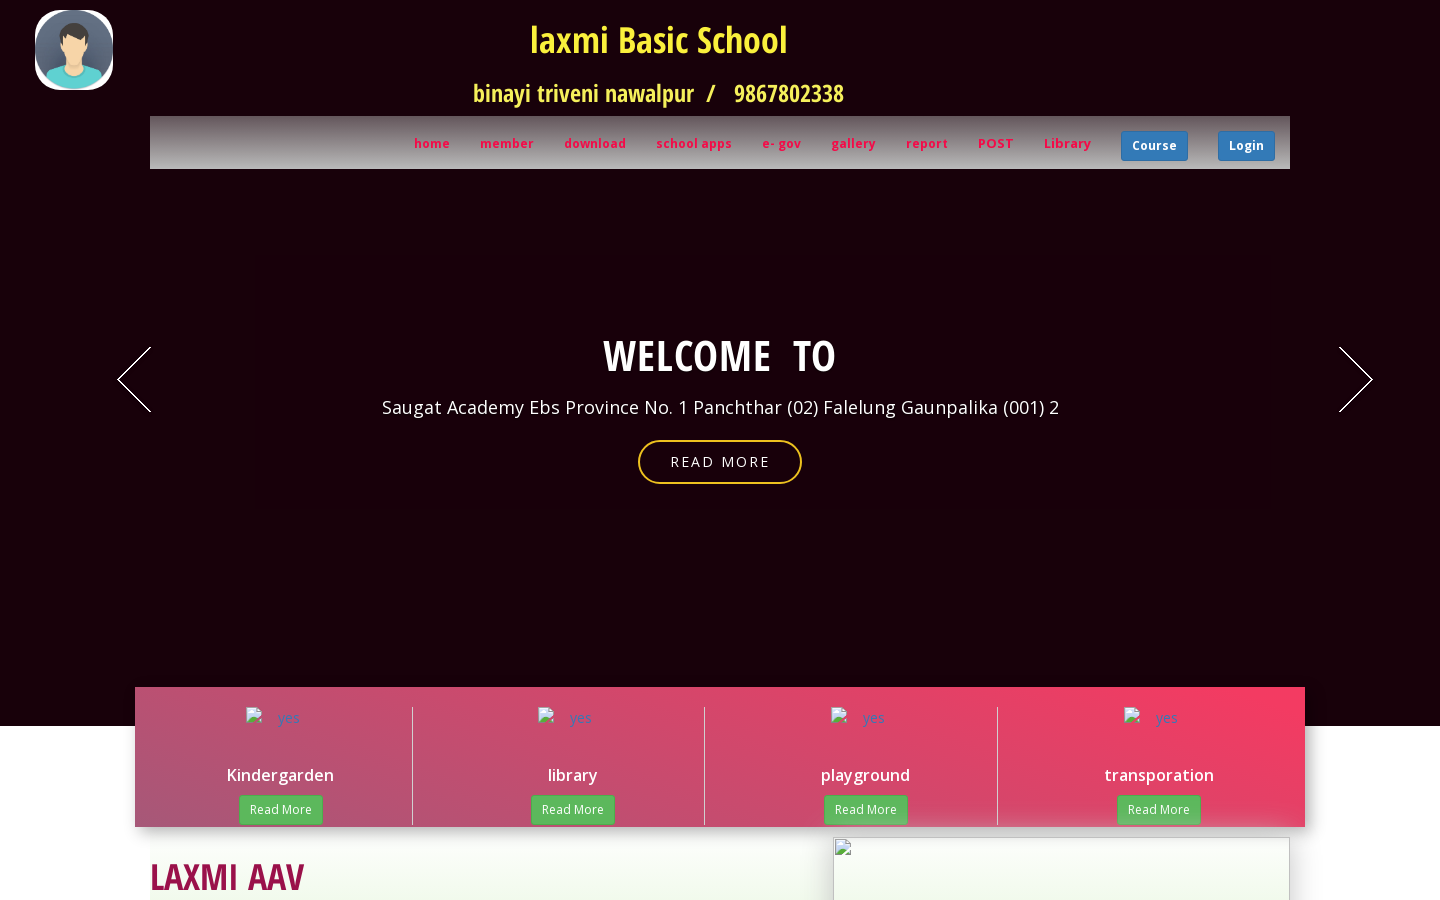 laxmi Basic School
binayi triveni nawalpur / 9867802338
home member download school apps e- gov gallery report POST Library Course Login
WELCOME TO
Saugat Academy Ebs Province No. 1 Panchthar (02) Falelung Gaunpalika (001) 2
READ MORE
yes yes yes yes
Kindergarden library playground transporation
Read More Read More Read More Read More
LAXMI AAV